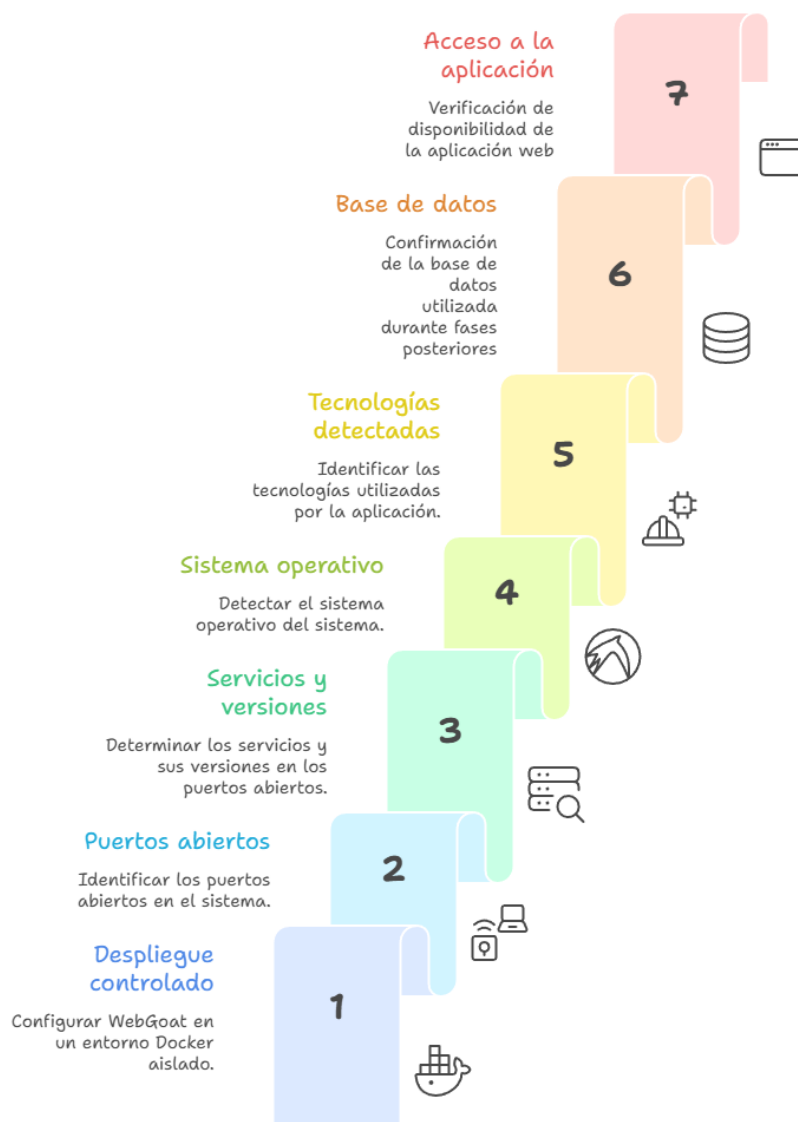 Acceso a la
aplicación
7
Verificación de
disponibilidad de
la aplicación web
Base de datos
6
Confirmación
de la base de
datos
utilizada
durante fases
posteriores
Tecnologías
detectadas
5
Identificar las
tecnologías utilizadas
por la aplicación.
Sistema operativo
4
Detectar el sistema
operativo del sistema.
Servicios y
versiones
3
Determinar los servicios y
sus versiones en los
puertos abiertos.
Puertos abiertos
2
Identificar los puertos
abiertos en el sistema.
Despliegue
controlado
1
Configurar WebGoat en
un entorno Docker
aislado.